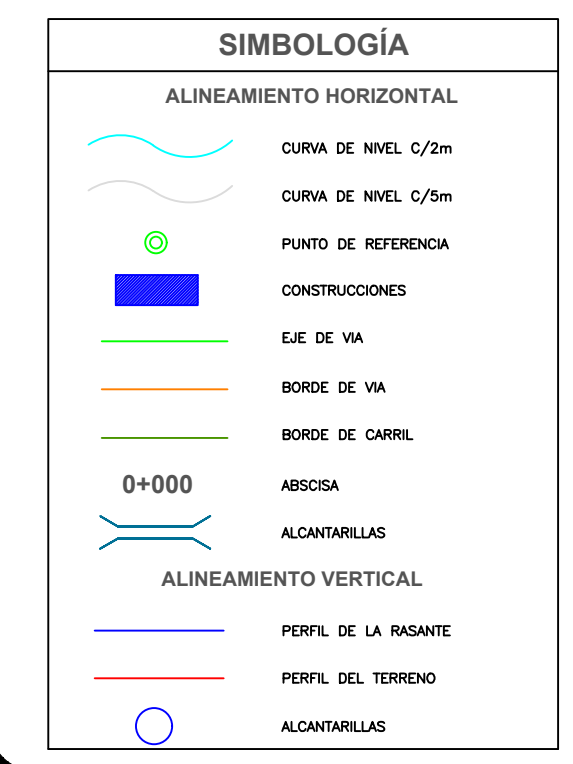 SIMBOLOGÍA
ALINEAMIENTO HORIZONTAL
CURVA DE NIVEL C/2m
CURVA DE NIVEL C/5m
PUNTO DE REFERENCIA
CONSTRUCCIONES
EJE DE VIA
BORDE DE VIA
BORDE DE CARRIL
0+000 ABSCISA
ALCANTARILLAS
ALINEAMIENTO VERTICAL
PERFIL DE LA RASANTE
PERFIL DEL TERRENO
ALCANTARILLAS